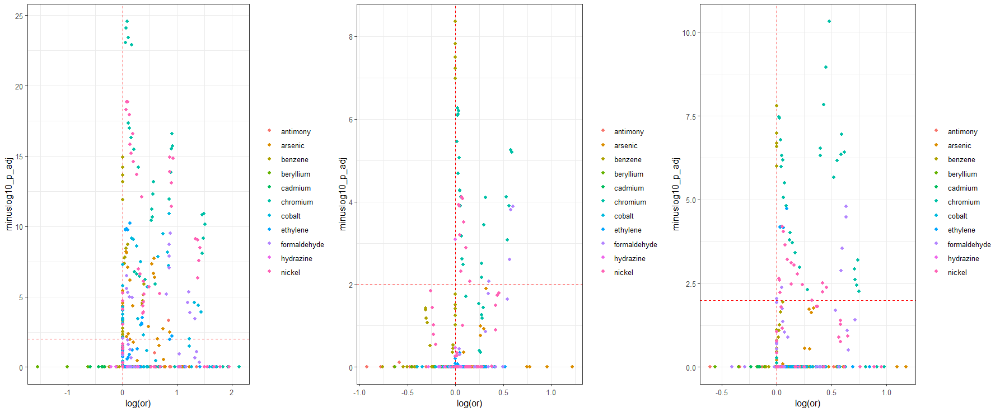 minuslog10_p_adj
25
20
15
10
5
0
-1
0
1
2
log(or)
antimony
arsenic
benzene
beryllium
cadmium
chromium
cobalt
ethylene
formaldehyde
hydrazine
nickel
minuslog10_p_adj
8
6
4
2
0
-1.0
-0.5
0.0
0.5
1.0
log(or)
antimony
arsenic
benzene
beryllium
cadmium
chromium
cobalt
ethylene
formaldehyde
hydrazine
nickel
minuslog10_p_adj
10.0
7.5
5.0
2.5
0.0
-0.5
0.0
0.5
1.0
log(or)
antimony
arsenic
benzene
beryllium
cadmium
chromium
cobalt
ethylene
formaldehyde
hydrazine
nickel